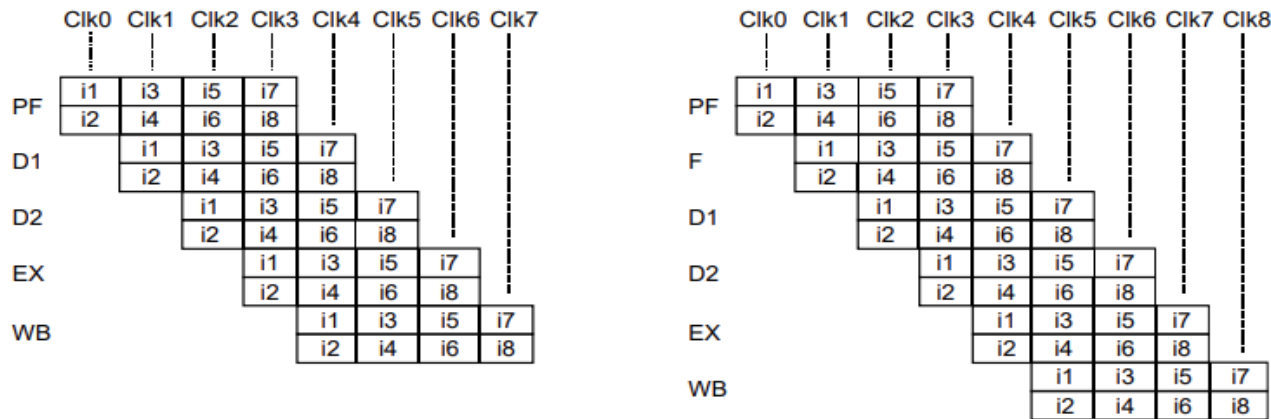 Clk0 Clk1 Clk2 Clk3 Clk4 Clk5 Clk6 Clk7
PF
i1 i3 i5 i7
i2 i4 i6 i8
D1
i1 i3 i5 i7
i2 i4 i6 i8
D2
i1 i3 i5 i7
i2 i4 i6 i8
EX
i1 i3 i5 i7
i2 i4 i6 i8
WB
i1 i3 i5 i7
i2 i4 i6 i8
Clk0 Clk1 Clk2 Clk3 Clk4 Clk5 Clk6 Clk7 Clk8
PF
i1 i3 i5 i7
i2 i4 i6 i8
F
i1 i3 i5 i7
i2 i4 i6 i8
D1
i1 i3 i5 i7
i2 i4 i6 i8
D2
i1 i3 i5 i7
i2 i4 i6 i8
EX
i1 i3 i5 i7
i2 i4 i6 i8
WB
i1 i3 i5 i7
i2 i4 i6 i8